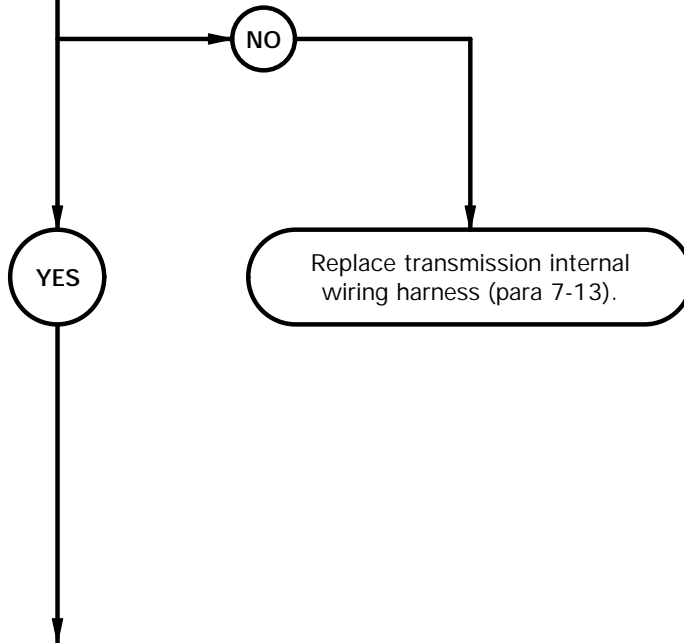 NO
YES
Replace transmission internal
wiring harness (para 7-13).